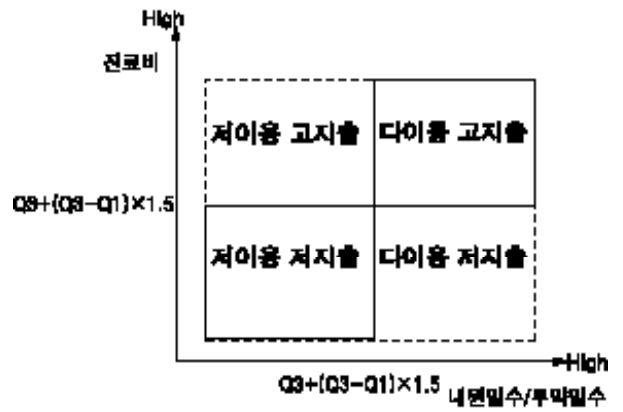 High
진료비
저이용 고지출 다이용 고지출
Q3+(Q3-Q1)×1.5
저이용 저지출 다이용 저지출
High
Q3+(Q3-Q1)×1.5
내원일수/투약일수